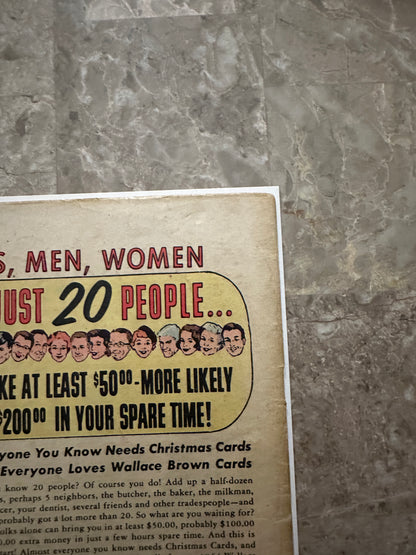 S, MEN, WOMEN
JUST 20 PEOPLE...
KE AT LEAST $50⁰⁰ - MORE LIKELY
$200⁰⁰ IN YOUR SPARE TIME!
yone You Know Needs Christmas Cards
Everyone Loves Wallace Brown Cards
t know 20 people? Of course you do! Add up a half-dozen
s, perhaps 5 neighbors, the butcher, the baker, the milkman,
cer, your dentist, several friends and other tradespeople—and
probably got a lot more than 20. So what are you waiting for?
olks alone can bring you in at least $50.00, probably $100.00
00.00 extra money in just a few hours spare time. And this is
ars! Almost everyone you know needs Christmas Cards, and